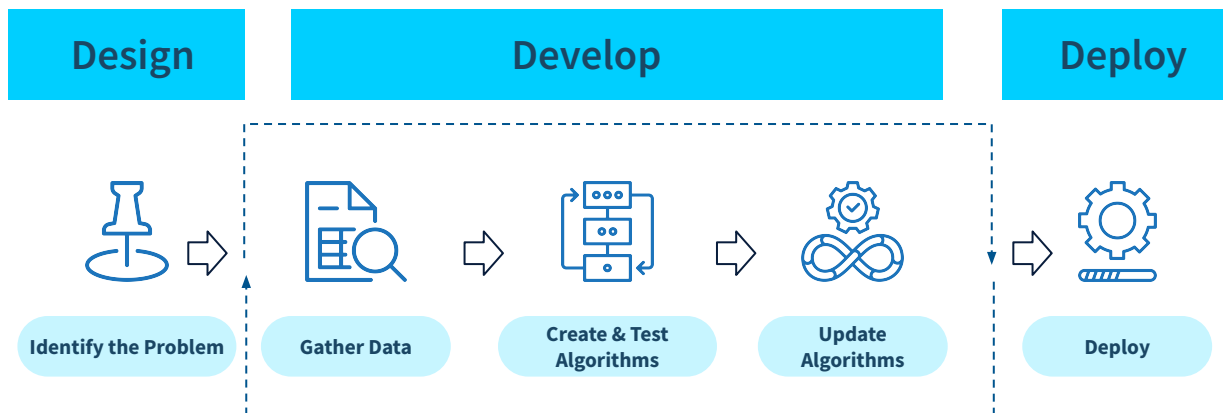 Design
Develop
Deploy
Identify the Problem
Gather Data
Create & Test
Algorithms
Update
Algorithms
Deploy